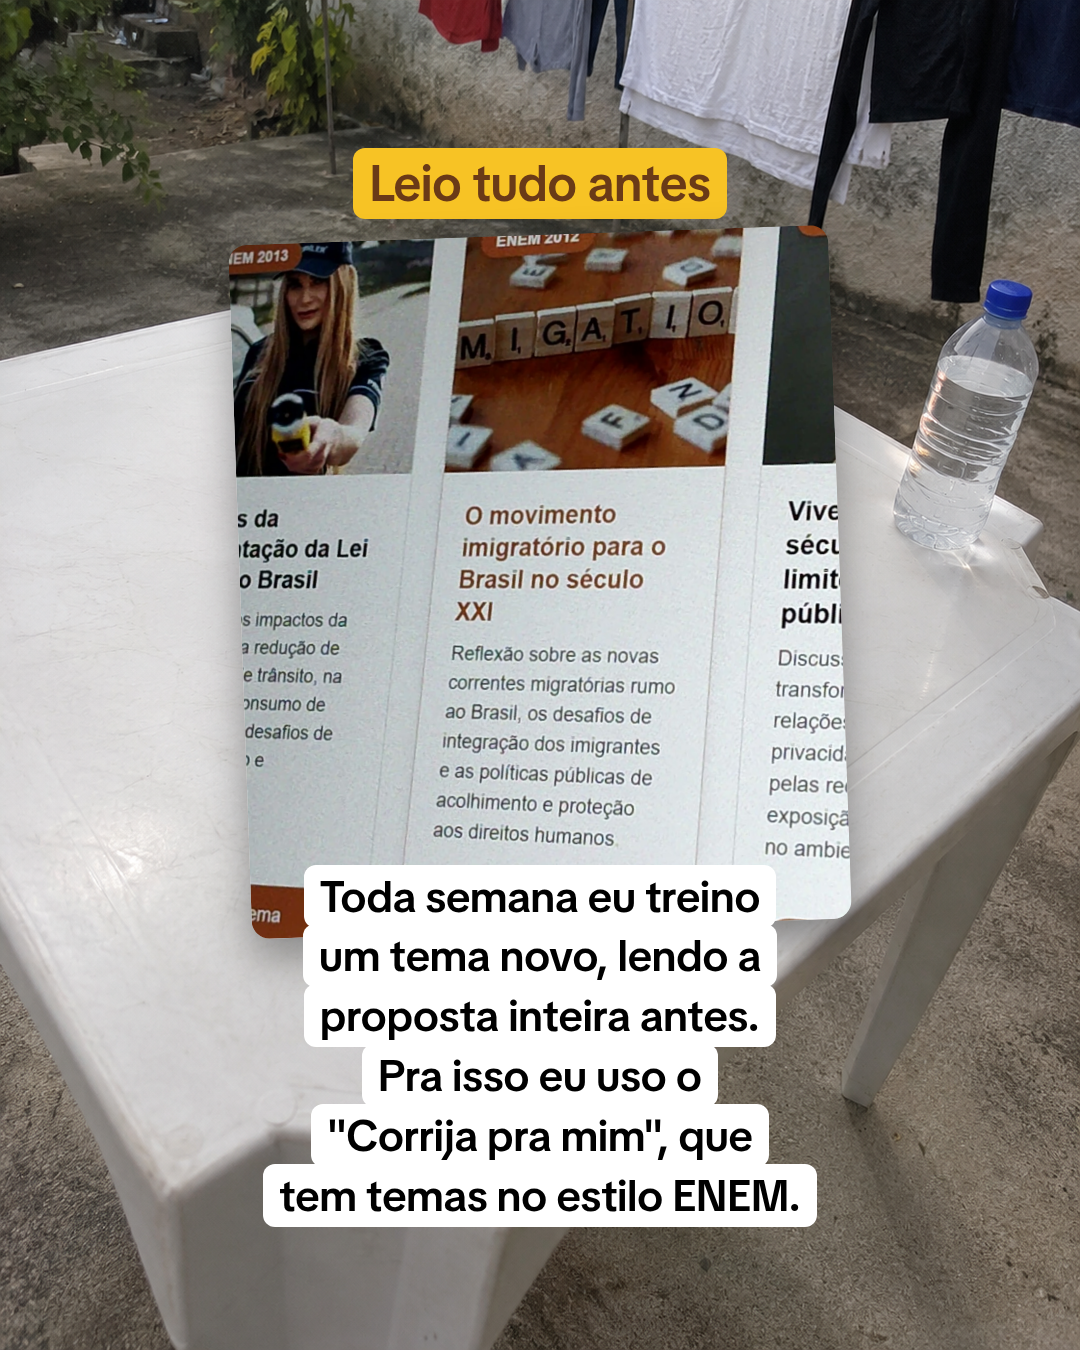 Leio tudo antes
ENEM 2013
ENEM 2012
MIGATIO
s da
tação da Lei
o Brasil
s impactos da
a redução de
e trânsito, na
onsumo de
desafios de
o e
ema
O movimento
imigratório para o
Brasil no século
XXI
Reflexão sobre as novas
correntes migratórias rumo
ao Brasil, os desafios de
integração dos imigrantes
e as políticas públicas de
acolhimento e proteção
aos direitos humanos.
Vive
sécu
limit
públi
Discus
transfor
relações
privacid
pelas re
exposiçã
no ambie
Toda semana eu treino
um tema novo, lendo a
proposta inteira antes.
Pra isso eu uso o
"Corrija pra mim", que
tem temas no estilo ENEM.